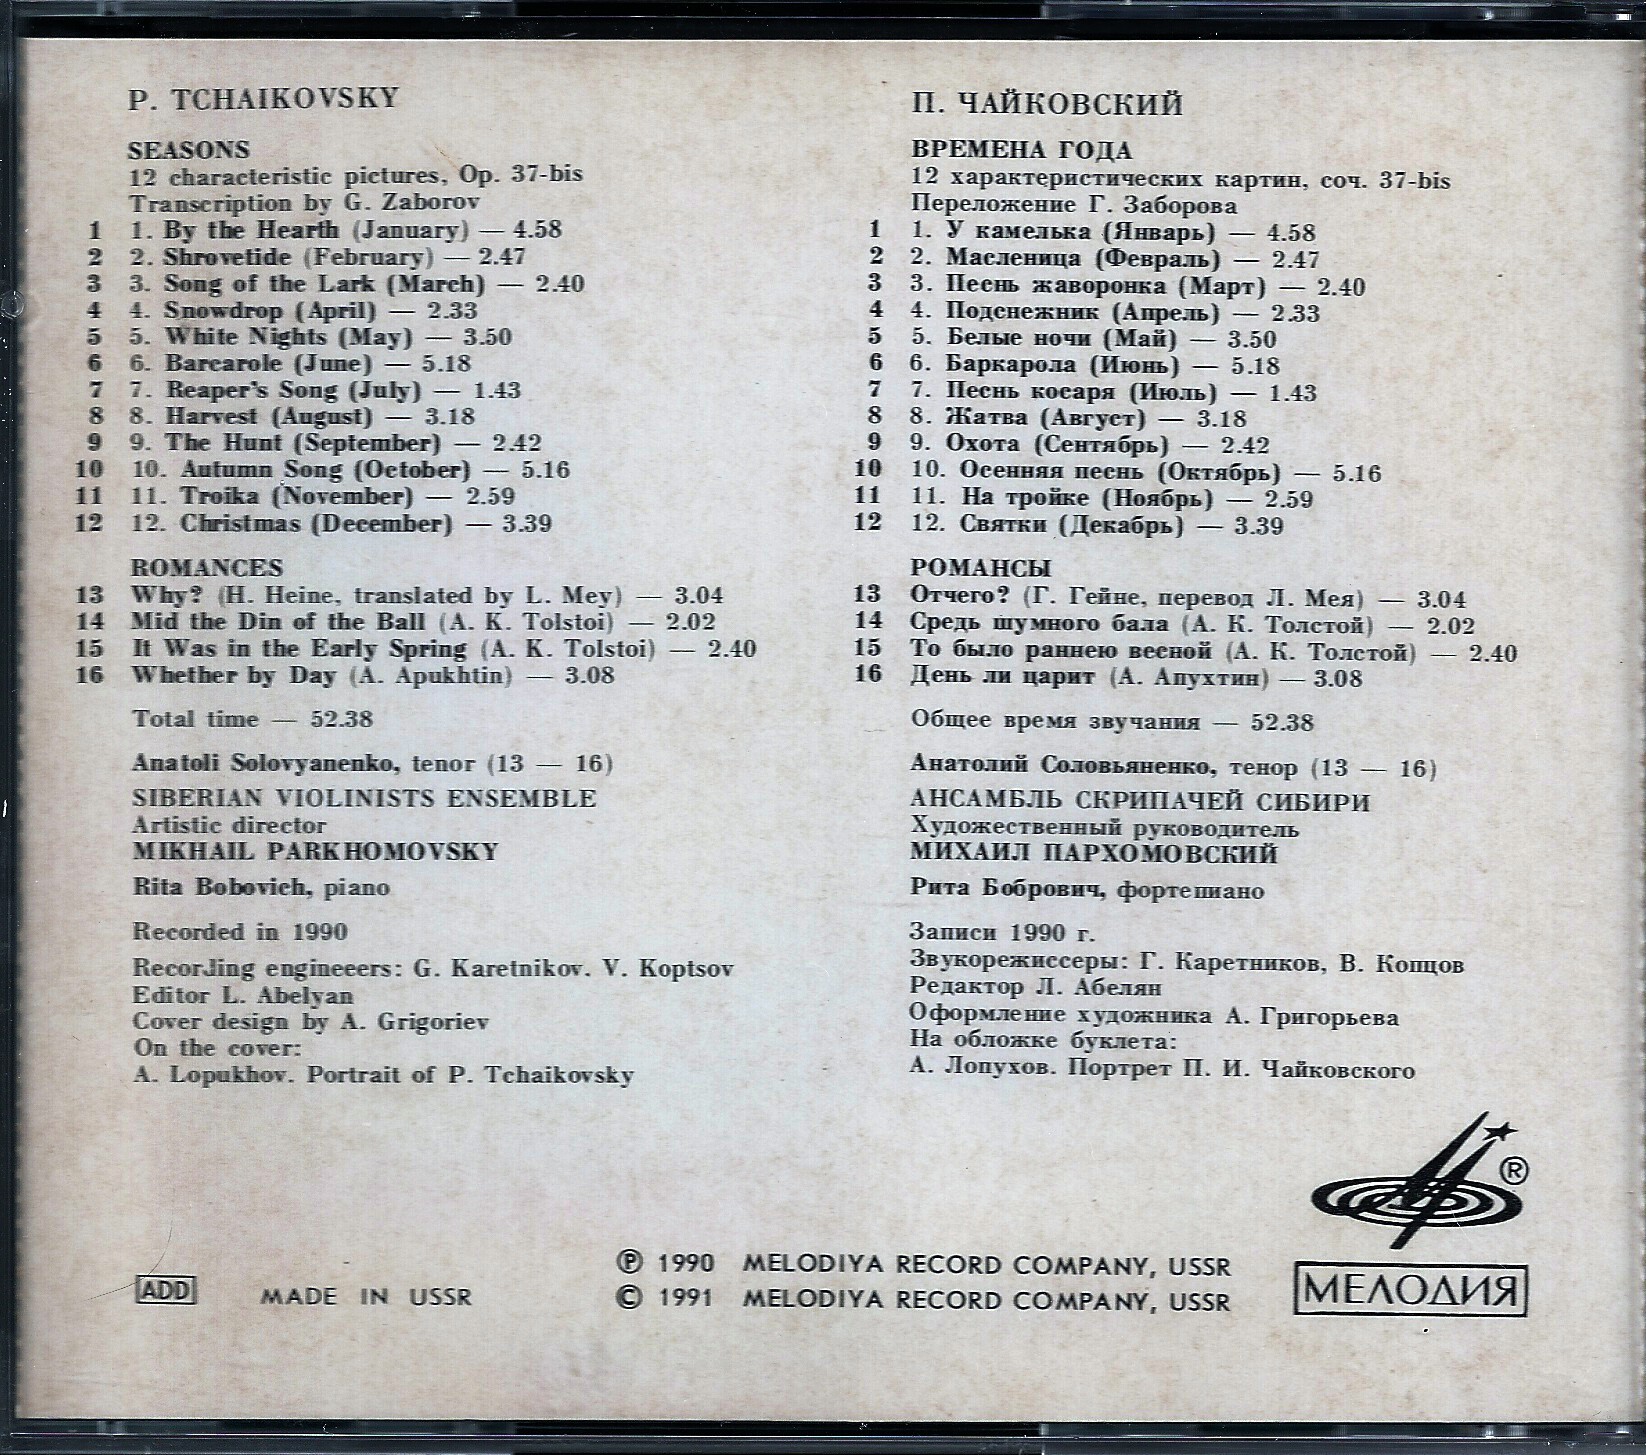 P. TCHAIKOVSKY
SEASONS
12 characteristic pictures, Op. 37-bis
Transcription by G. Zaborov
1 1. By the Hearth (January) — 4.58
2 2. Shrovetide (February) — 2.47
3 3. Song of the Lark (March) — 2.40
4 4. Snowdrop (April) — 2.33
5 5. White Nights (May) — 3.50
6 6. Barcarole (June) — 5.18
7 7. Reaper's Song (July) — 1.43
8 8. Harvest (August) — 3.18
9 9. The Hunt (September) — 2.42
10 10. Autumn Song (October) — 5.16
11 11. Troika (November) — 2.59
12 12. Christmas (December) — 3.39
ROMANCES
13 Why? (H. Heine, translated by L. Mey) — 3.04
14 Mid the Din of the Ball (A. K. Tolstoi) — 2.02
15 It Was in the Early Spring (A. K. Tolstoi) — 2.40
16 Whether by Day (A. Apukhtin) — 3.08
Total time — 52.38
Anatoli Solovyanenko, tenor (13 — 16)
SIBERIAN VIOLINISTS ENSEMBLE
Artistic director
MIKHAIL PARKHOMOVSKY
Rita Bobovich, piano
Recorded in 1990
Recording engineeers: G. Karetnikov. V. Koptsov
Editor L. Abelyan
Cover design by A. Grigoriev
On the cover:
A. Lopukhov. Portrait of P. Tchaikovsky
П. ЧАЙКОВСКИЙ
ВРЕМЕНА ГОДА
12 характеристических картин, соч. 37-bis
Переложение Г. Заборова
1 1. У камелька (Январь) — 4.58
2 2. Масленица (Февраль) — 2.47
3 3. Песнь жаворонка (Март) — 2.40
4 4. Подснежник (Апрель) — 2.33
5 5. Белые ночи (Май) — 3.50
6 6. Баркарола (Июнь) — 5.18
7 7. Песнь косаря (Июль) — 1.43
8 8. Жатва (Август) — 3.18
9 9. Охота (Сентябрь) — 2.42
10 10. Осенняя песнь (Октябрь) — 5.16
11 11. На тройке (Ноябрь) — 2.59
12 12. Святки (Декабрь) — 3.39
РОМАНСЫ
13 Отчего? (Г. Гейне, перевод Л. Мея) — 3.04
14 Средь шумного бала (А. К. Толстой) — 2.02
15 То было раннею весной (А. К. Толстой) — 2.40
16 День ли царит (А. Апухтин) — 3.08
Общее время звучания — 52.38
Анатолий Соловьяненко, тенор (13 — 16)
АНСАМБЛЬ СКРИПАЧЕЙ СИБИРИ
Художественный руководитель
МИХАИЛ ПАРХОМОВСКИЙ
Рита Бобрович, фортепиано
Записи 1990 г.
Звукорежиссеры: Г. Каретников, В. Копцов
Редактор Л. Абелян
Оформление художника А. Григорьева
На обложке буклета:
А. Лопухов. Портрет П. И. Чайковского
®
ADD MADE IN USSR
℗ 1990 MELODIYA RECORD COMPANY, USSR
© 1991 MELODIYA RECORD COMPANY, USSR
МЕЛОДИЯ